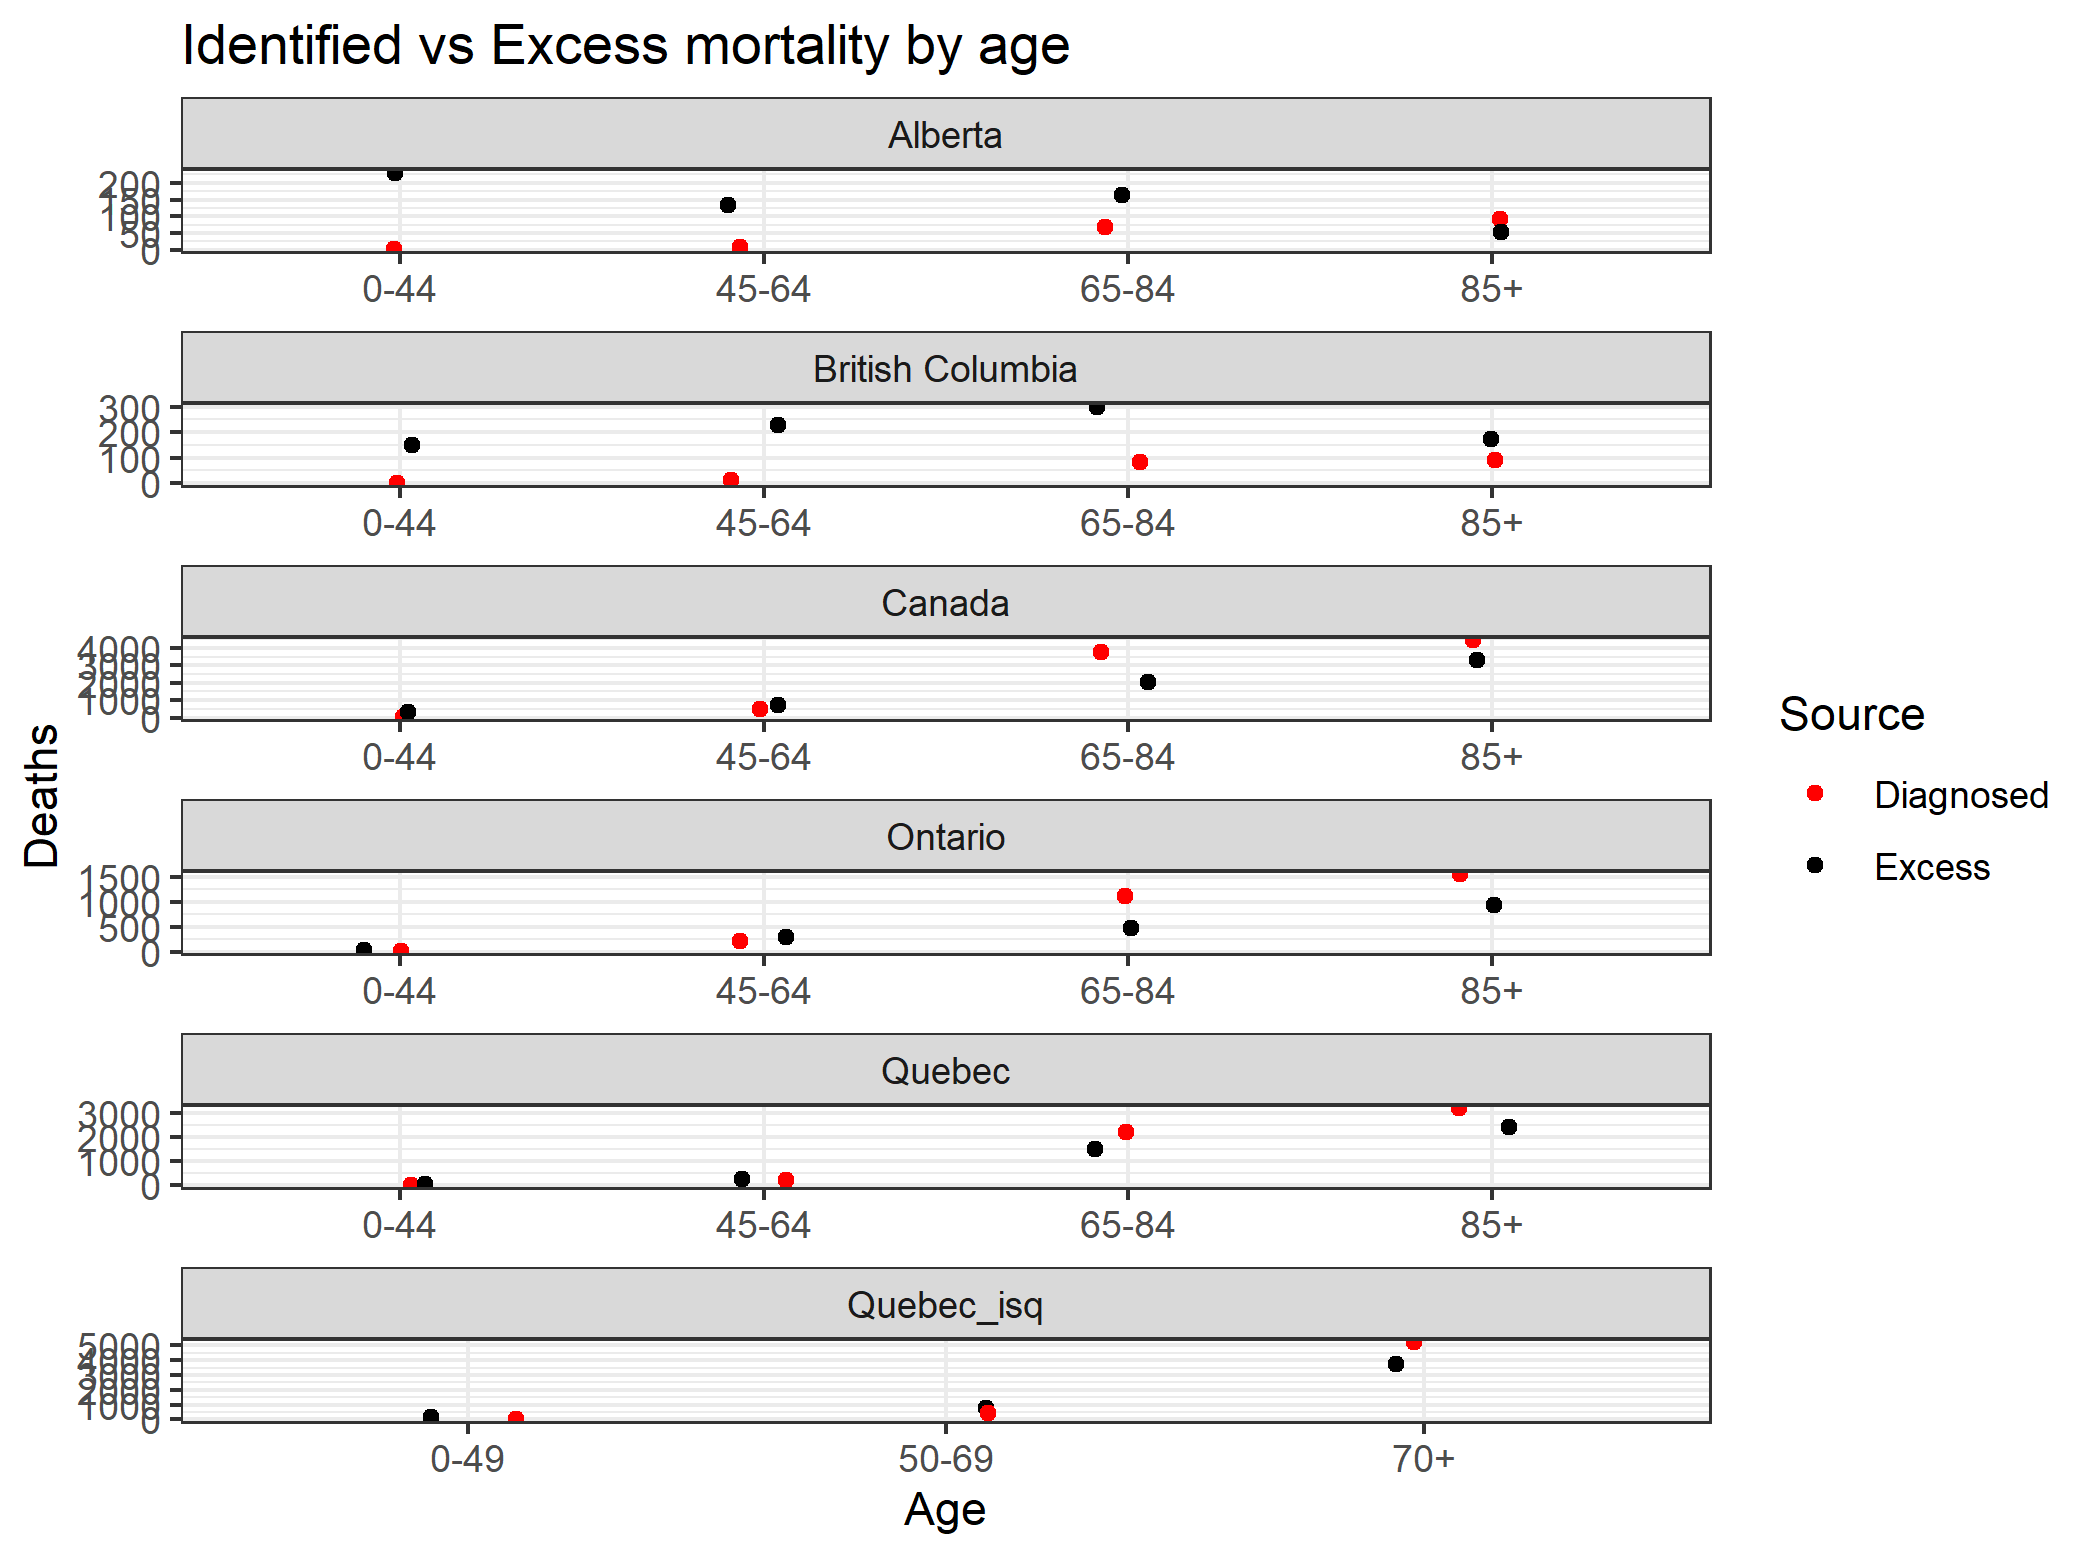 Identified vs Excess mortality by age
Alberta
200
150
100
50
0
0-44 45-64 65-84 85+
British Columbia
300
200
100
0
0-44 45-64 65-84 85+
Canada
4000
3000
2000
1000
0
0-44 45-64 65-84 85+
Deaths
Source
Diagnosed
Excess
Ontario
1500
1000
500
0
0-44 45-64 65-84 85+
Quebec
3000
2000
1000
0
0-44 45-64 65-84 85+
Quebec_isq
5000
4000
3000
2000
1000
0
0-49 50-69 70+
Age